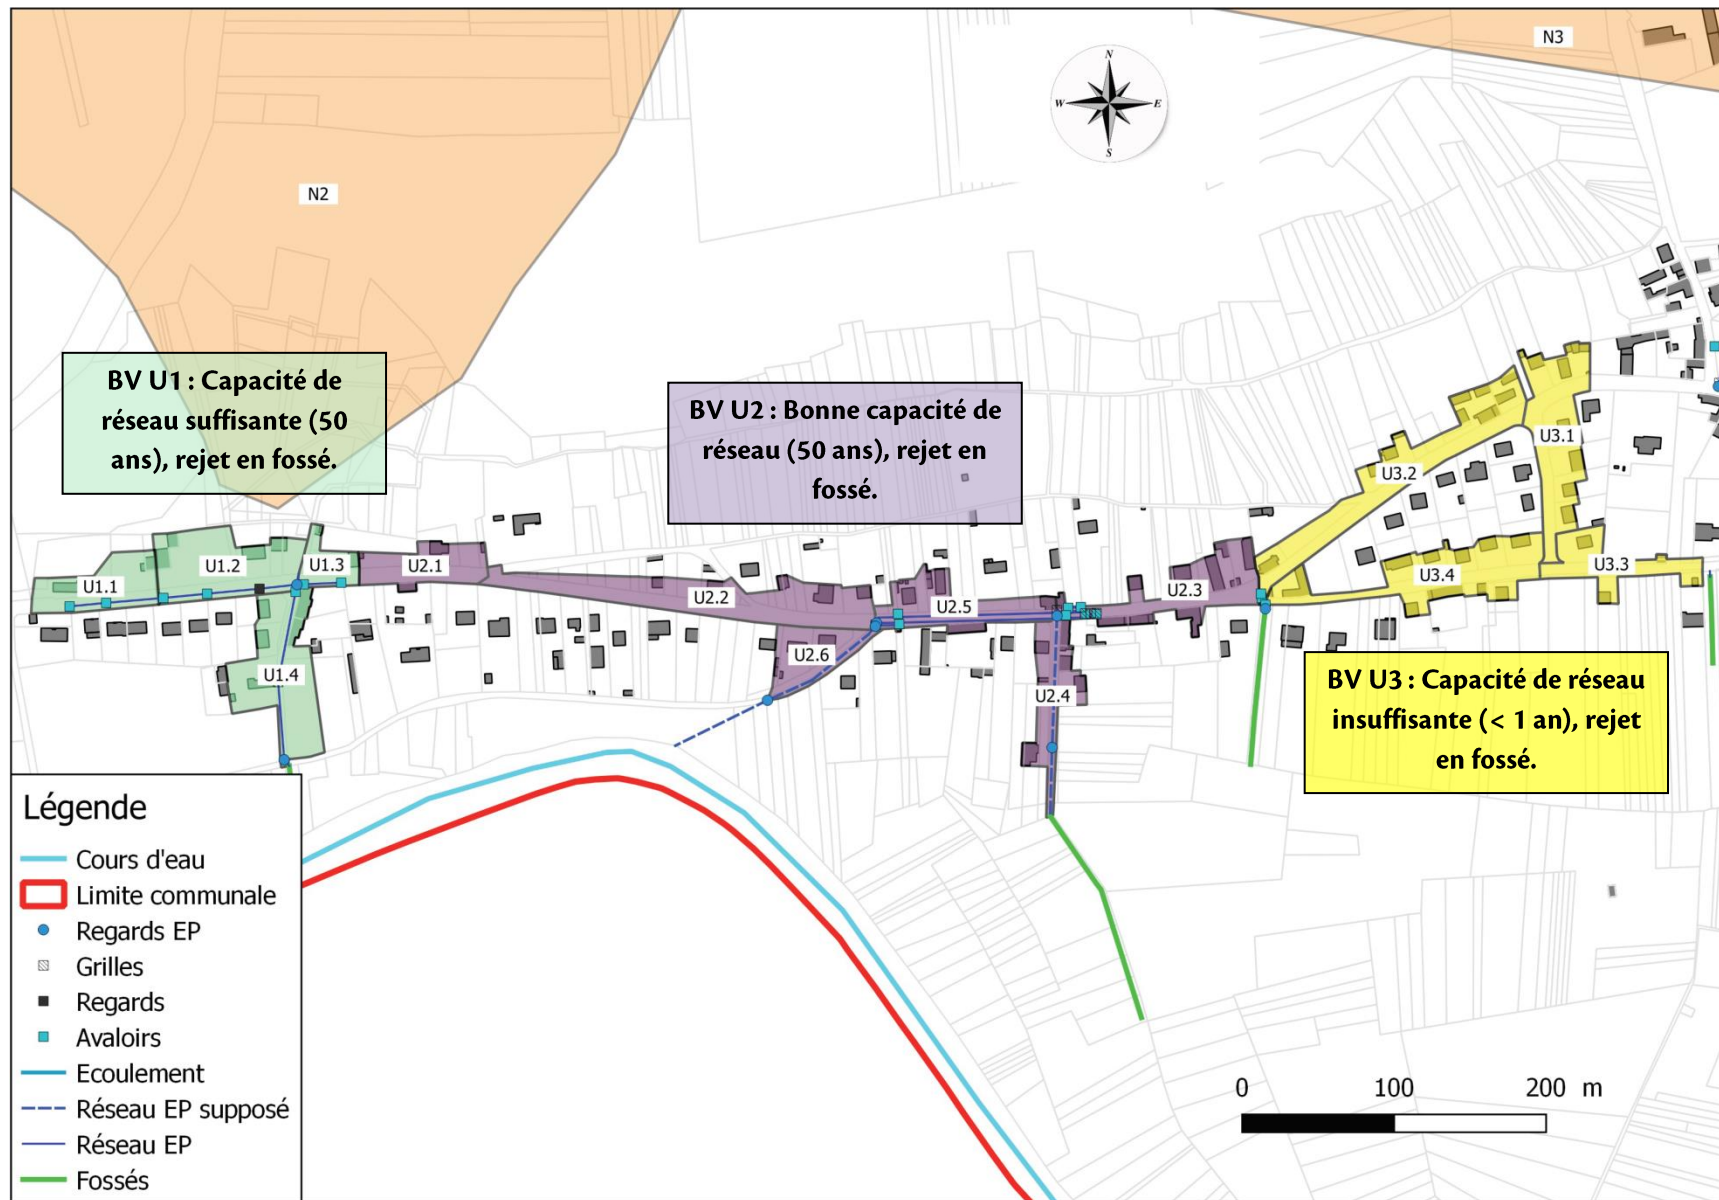 N3
N
W
E
S
N2
BV U1 : Capacité de
réseau suffisante (50
ans), rejet en fossé.
BV U2 : Bonne capacité de
réseau (50 ans), rejet en
fossé.
U3.1
U3.2
U1.1
U1.2
U1.3
U2.1
U2.2
U2.5
U2.3
U3.4
U3.3
U2.6
U1.4
U2.4
BV U3 : Capacité de réseau
insuffisante (< 1 an), rejet
en fossé.
Légende
Cours d'eau
Limite communale
Regards EP
Grilles
Regards
Avaloirs
Ecoulement
Réseau EP supposé
Réseau EP
Fossés
0 100 200 m